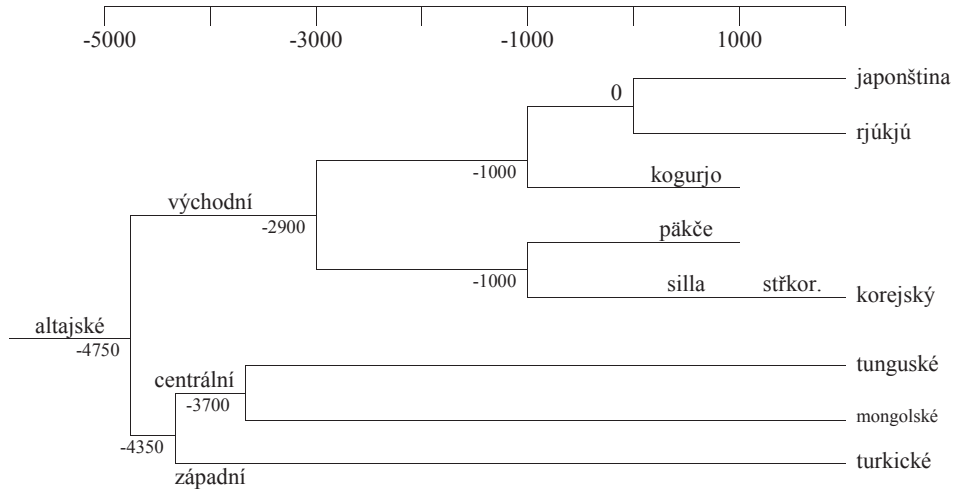 -5000 -3000 -1000 1000
japonština
0
rjúkjú
-1000 kogurjo
východní
-2900
päkče
-1000 silla střkor. korejský
altajské
-4750
tunguské
centrální
-3700
mongolské
-4350
turkické
západní